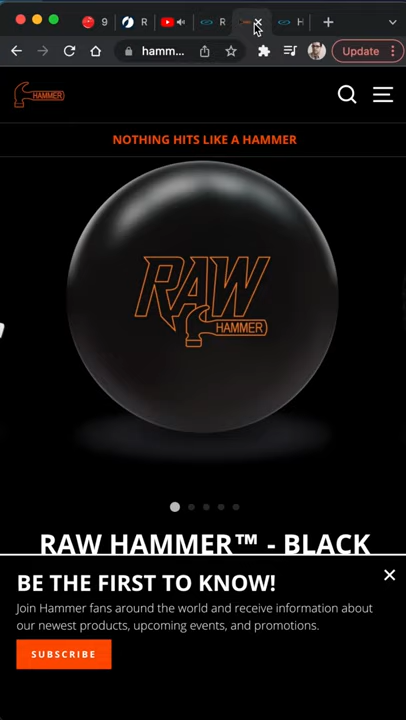 9
R
R
H
hamm...
Update
HAMMER
NOTHING HITS LIKE A HAMMER
RAW
HAMMER
RAW HAMMER™ - BLACK
BE THE FIRST TO KNOW!
Join Hammer fans around the world and receive information about
our newest products, upcoming events, and promotions.
SUBSCRIBE